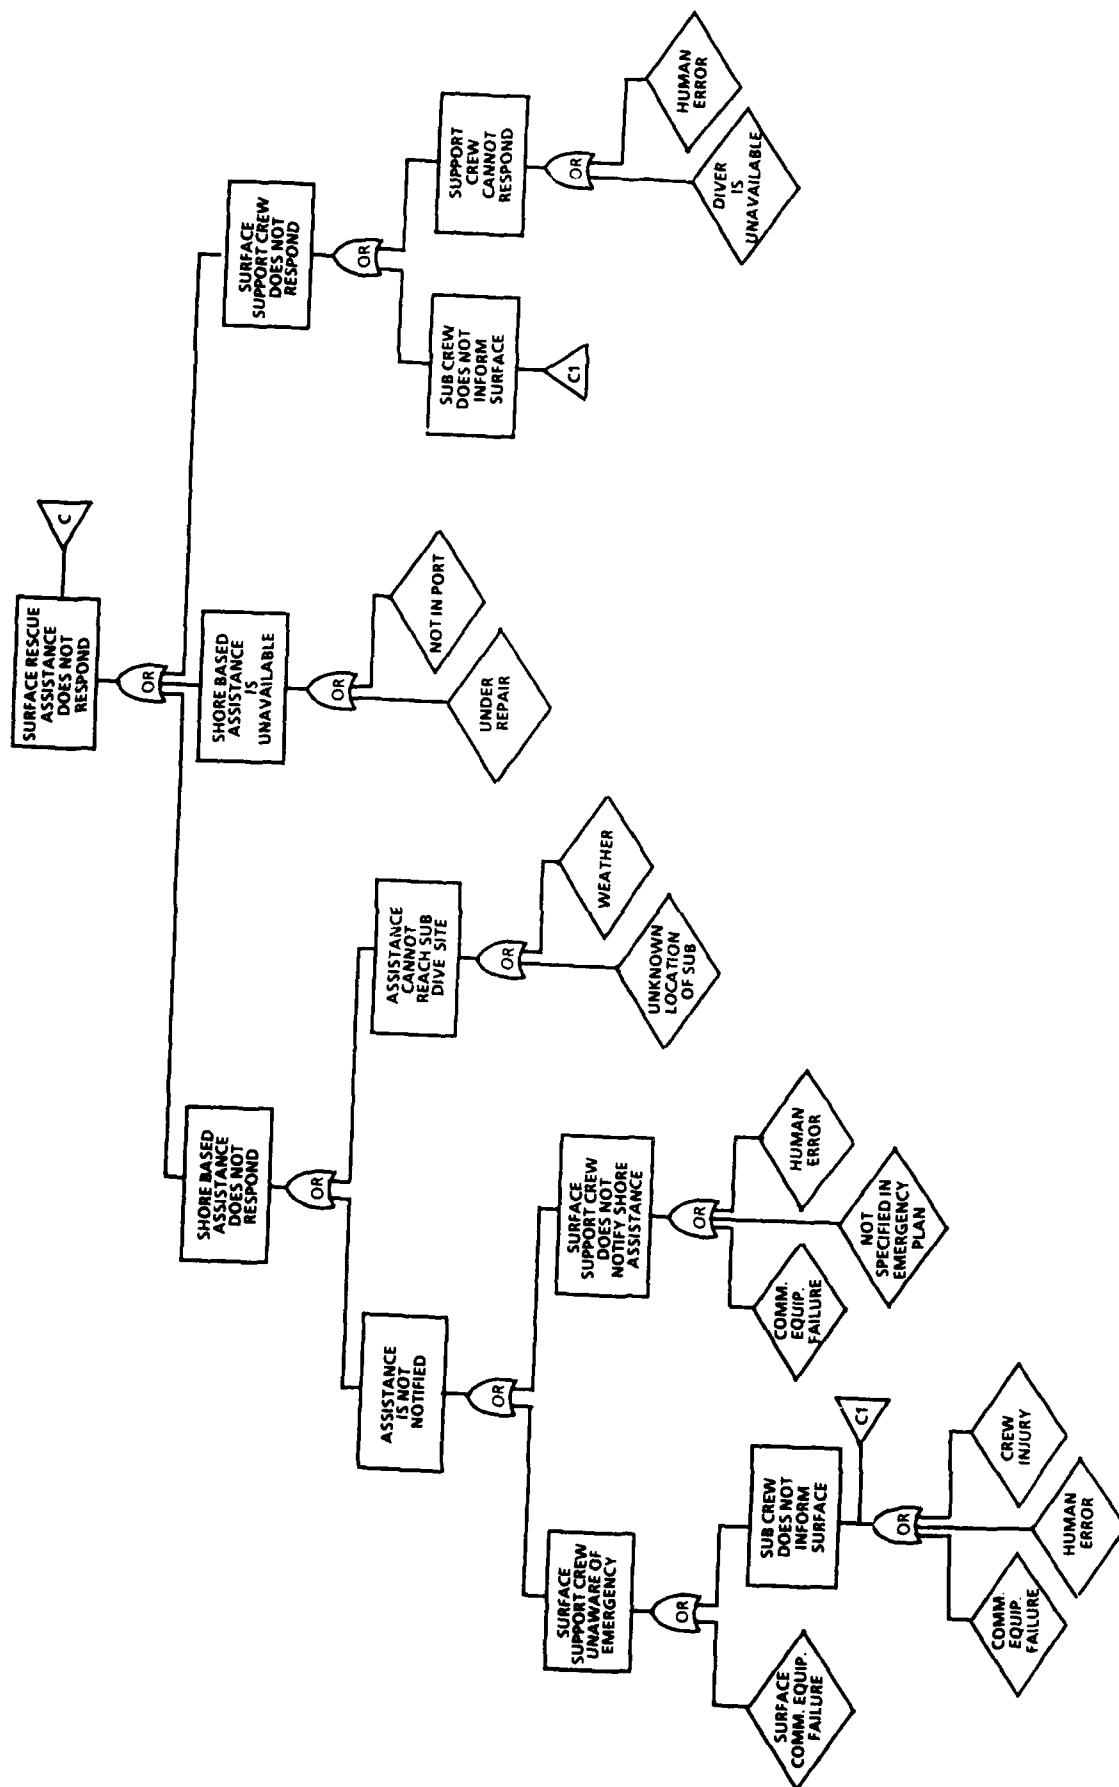 SURFACE RESCUE
ASSISTANCE
DOES NOT
RESPOND
C
OR
SHORE BASED
ASSISTANCE
DOES NOT
RESPOND
OR
SHORE BASED
ASSISTANCE
IS
UNAVAILABLE
OR
SURFACE
SUPPORT CREW
DOES NOT
RESPOND
OR
ASSISTANCE
IS NOT
NOTIFIED
OR
ASSISTANCE
CANNOT
REACH SUB
DIVE SITE
OR
UNDER
REPAIR
NOT IN PORT
SUB CREW
DOES NOT
INFORM
SURFACE
C1
SUPPORT
CREW
CANNOT
RESPOND
OR
SURFACE
SUPPORT CREW
UNAWARE OF
EMERGENCY
OR
SURFACE
SUPPORT CREW
DOES NOT
NOTIFY SHORE
ASSISTANCE
OR
UNKNOWN
LOCATION
OF SUB
WEATHER
DIVER
IS
UNAVAILABLE
HUMAN
ERROR
SURFACE
COMM. EQUIP.
FAILURE
SUB CREW
DOES NOT
INFORM
SURFACE
C1
OR
COMM.
EQUIP.
FAILURE
NOT
SPECIFIED IN
EMERGENCY
PLAN
HUMAN
ERROR
COMM.
EQUIP.
FAILURE
HUMAN
ERROR
CREW
INJURY